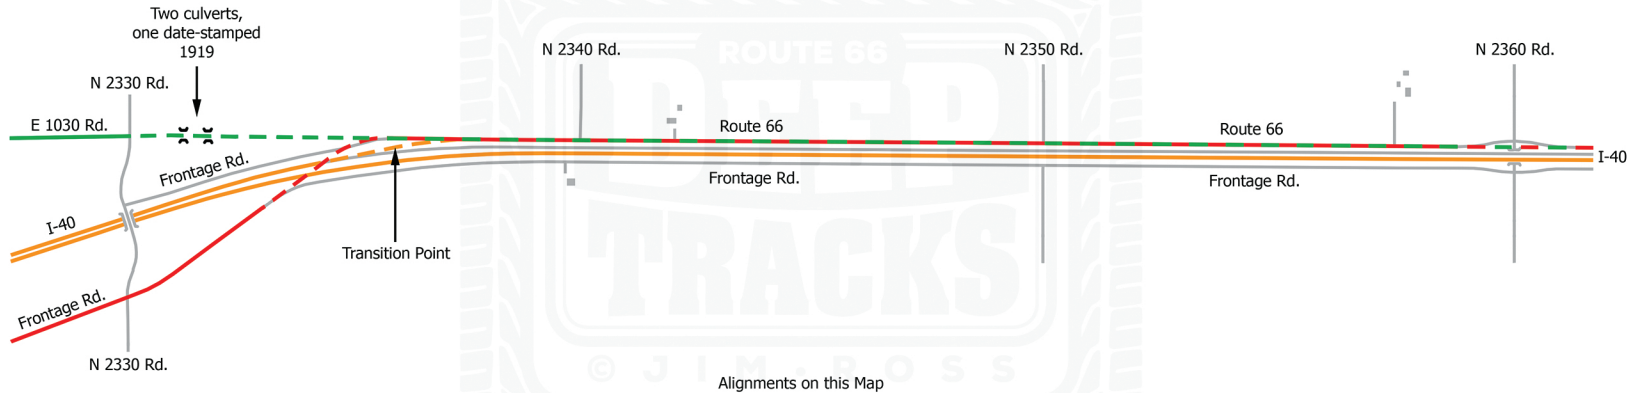 Two culverts,
one date-stamped
1919
N 2330 Rd.
N 2340 Rd.
N 2350 Rd.
N 2360 Rd.
E 1030 Rd.
Route 66
Route 66
I-40
Frontage Rd.
Frontage Rd.
Frontage Rd.
I-40
Transition Point
Frontage Rd.
N 2330 Rd.
Alignments on this Map
ROUTE 66
DEEP
TRACKS
© JIM·ROSS